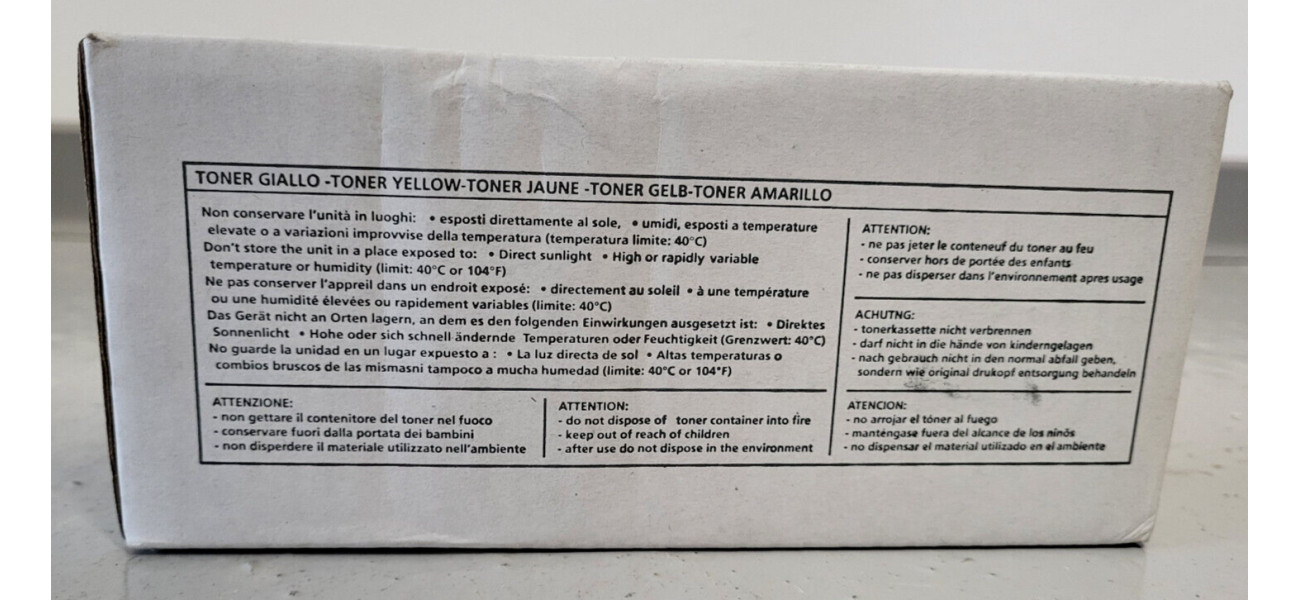 TONER GIALLO -TONER YELLOW-TONER JAUNE -TONER GELB-TONER AMARILLO
Non conservare l'unità in luoghi: • esposti direttamente al sole, • umidi, esposti a temperature
elevate o a variazioni improvvise della temperatura (temperatura limite: 40°C)
Don't store the unit in a place exposed to: • Direct sunlight • High or rapidly variable
temperature or humidity (limit: 40°C or 104°F)
Ne pas conserver l'appreil dans un endroit exposé: • directement au soleil • à une température
ou une humidité élevées ou rapidement variables (limite: 40°C)
Das Gerät nicht an Orten lagern, an dem es den folgenden Einwirkungen ausgesetzt ist: • Direktes
Sonnenlicht • Hohe oder sich schnell ändernde Temperaturen oder Feuchtigkeit (Grenzwert: 40°C)
No guarde la unidad en un lugar expuesto a : • La luz directa de sol • Altas temperaturas o
combios bruscos de las mismasni tampoco a mucha humedad (limite: 40°C or 104°F)
ATTENZIONE:
- non gettare il contenitore del toner nel fuoco
- conservare fuori dalla portata dei bambini
- non disperdere il materiale utilizzato nell'ambiente
ATTENTION:
- do not dispose of toner container into fire
- keep out of reach of children
- after use do not dispose in the environment
ATTENTION:
- ne pas jeter le conteneuf du toner au feu
- conserver hors de portée des enfants
- ne pas disperser dans l'environnement apres usage
ACHUTNG:
- tonerkassette nicht verbrennen
- darf nicht in die hände von kinderngelagen
- nach gebrauch nicht in den normal abfall geben,
sondern wie original drukopf entsorgung behandeln
ATENCION:
- no arrojar el tóner al fuego
- manténgase fuera del alcance de los ninõs
- no dispensar el material utilizado en el ambiente